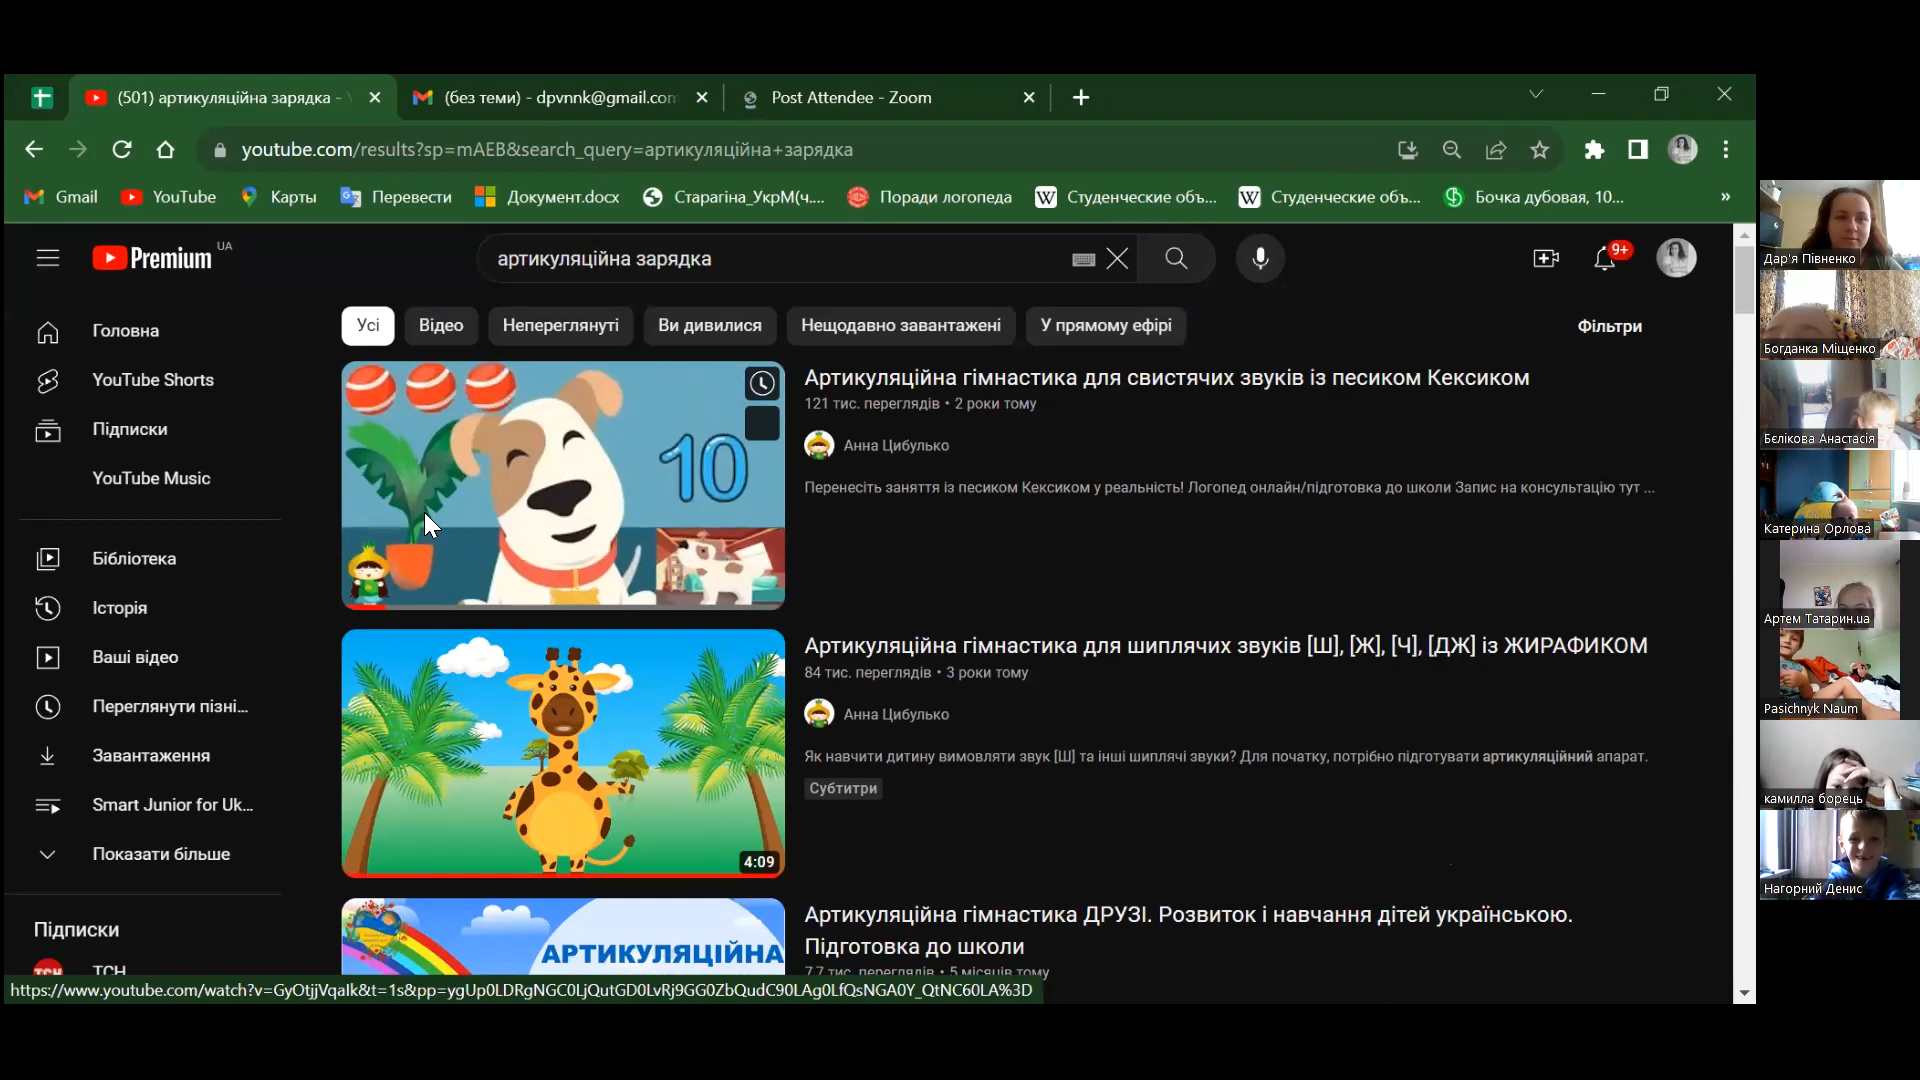 (501) артикуляційна зарядка -
(без теми) - dpvnnk@gmail.com
Post Attendee - Zoom
youtube.com/results?sp=mAEB&search_query=артикуляційна+зарядка
Gmail
YouTube
Карты
Перевести
Документ.docx
Старагіна_УкрМ(ч....
Поради логопеда
Студенческие объ...
Студенческие объ...
Бочка дубовая, 10...
»
Premium UA
артикуляційна зарядка
9+
Усі
Відео
Непереглянуті
Ви дивилися
Нещодавно завантажені
У прямому ефірі
Фільтри
Головна
YouTube Shorts
Підписки
YouTube Music
Бібліотека
Історія
Ваші відео
Переглянути пізні...
Завантаження
Smart Junior for Uk...
Показати більше
Підписки
ТСН
ТСН
10
Артикуляційна гімнастика для свистячих звуків із песиком Кексиком
121 тис. переглядів • 2 роки тому
Анна Цибулько
Перенесіть заняття із песиком Кексиком у реальність! Логопед онлайн/підготовка до школи Запис на консультацію тут ...
4:09
Артикуляційна гімнастика для шиплячих звуків [Ш], [Ж], [Ч], [ДЖ] із ЖИРАФИКОМ
84 тис. переглядів • 3 роки тому
Анна Цибулько
Як навчити дитину вимовляти звук [Ш] та інші шиплячі звуки? Для початку, потрібно підготувати артикуляційний апарат.
Субтитри
АРТИКУЛЯЦІЙНА
Артикуляційна гімнастика ДРУЗІ. Розвиток і навчання дітей українською.
Підготовка до школи
7,7 тис. переглядів • 5 місяців тому
https://www.youtube.com/watch?v=GyOtjjVqaIk&t=1s&pp=ygUp0LDRgNGC0LjQutGD0LvRj9GG0ZbQudC90LAg0LfQsNGA0Y_QtNC60LA%3D
Дар'я Півненко
Богданка Міщенко
Бєлікова Анастасія
Катерина Орлова
Артем Татарин.ua
Pasichnyk Naum
камилла борець
Нагорний Денис